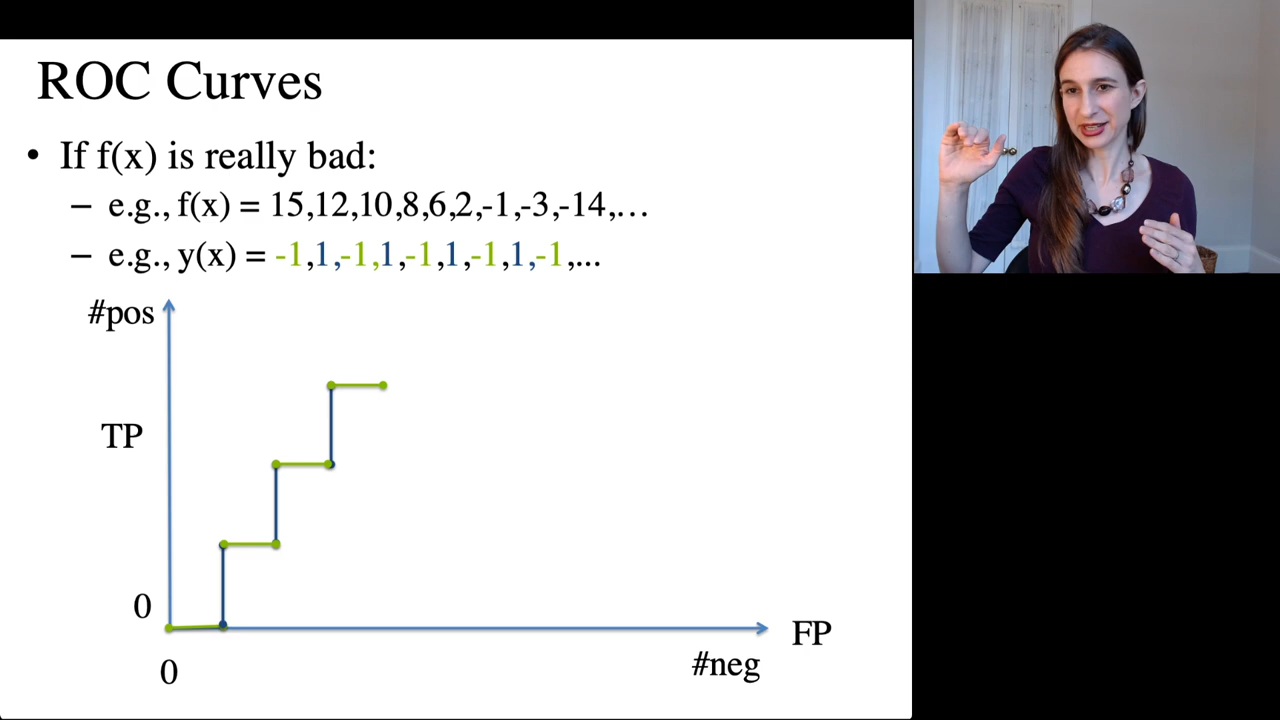 ROC Curves
• If f(x) is really bad:
– e.g., f(x) = 15,12,10,8,6,2,-1,-3,-14,…
– e.g., y(x) = -1,1,-1,1,-1,1,-1,1,-1,...
#pos
TP
0
0
FP
#neg